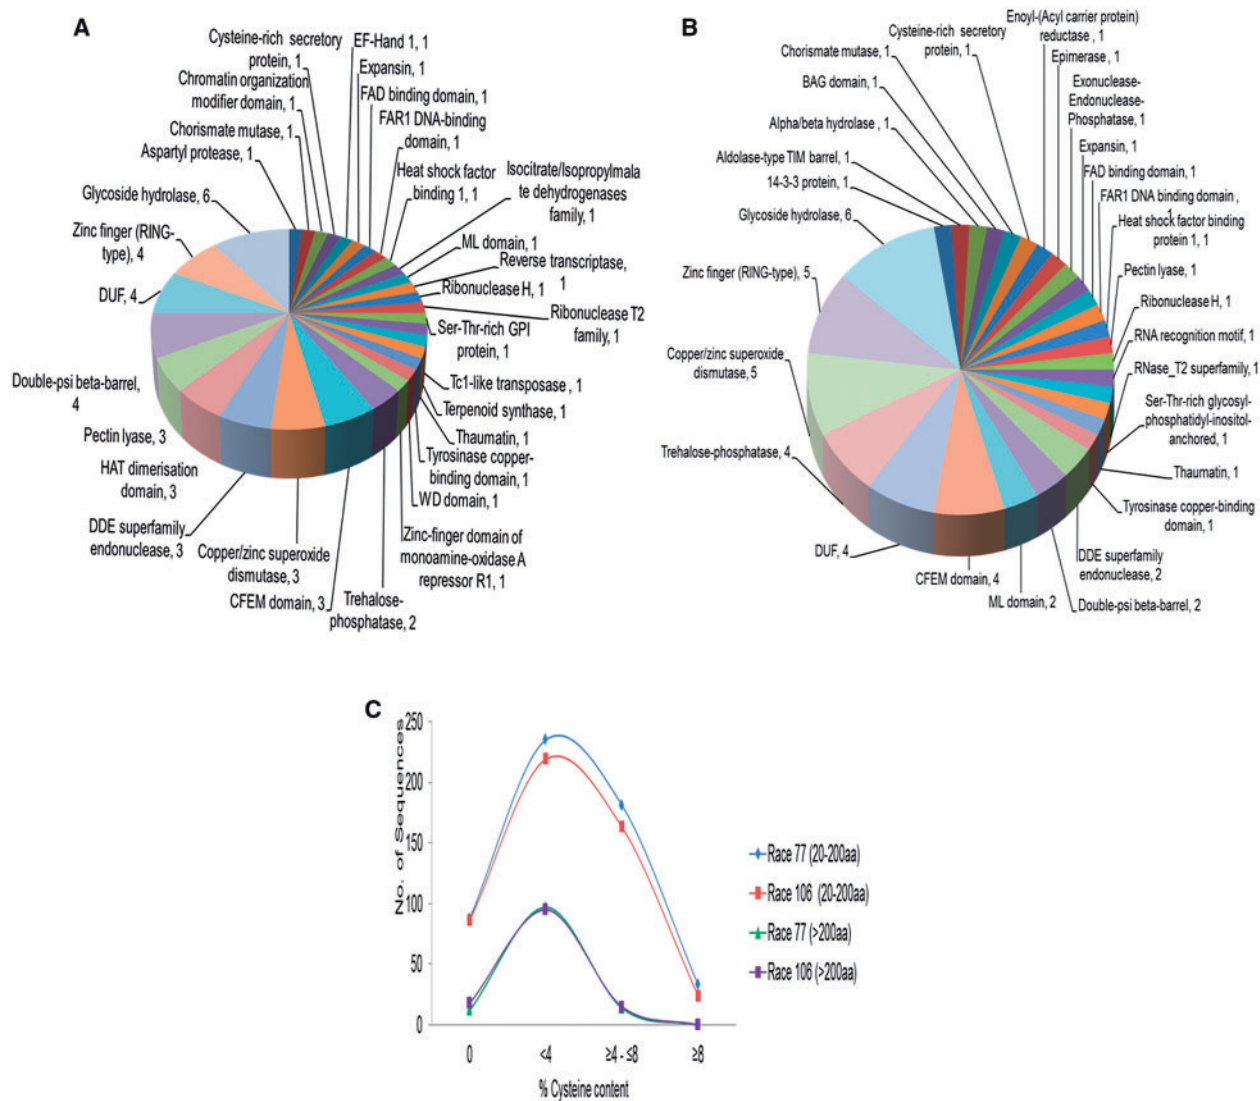 A
Cysteine-rich secretory
protein, 1
Chromatin organization
modifier domain, 1
Chorismate mutase, 1
Aspartyl protease, 1
Glycoside hydrolase, 6
Zinc finger (RING-
type), 4
DUF, 4
Double-psi beta-barrel,
4
Pectin lyase, 3
HAT dimerisation
domain, 3
DDE superfamily
endonuclease, 3
Copper/zinc superoxide
dismutase, 3
CFEM domain, 3
Trehalose-
phosphatase, 2
EF-Hand 1, 1
Expansin, 1
FAD binding domain, 1
FAR1 DNA-binding
domain, 1
Heat shock factor
binding 1, 1
Isocitrate/Isopropylmala
te dehydrogenases
family, 1
ML domain, 1
Reverse transcriptase,
1
Ribonuclease H, 1
Ribonuclease T2
family, 1
Ser-Thr-rich GPI
protein, 1
Tc1-like transposase , 1
Terpenoid synthase, 1
Thaumatin, 1
Tyrosinase copper-
binding domain, 1
WD domain, 1
Zinc-finger domain of
monoamine-oxidase A
repressor R1, 1
B
Cysteine-rich secretory
protein, 1
Chorismate mutase, 1
BAG domain, 1
Alpha/beta hydrolase , 1
Aldolase-type TIM barrel, 1
14-3-3 protein, 1
Glycoside hydrolase, 6
Zinc finger (RING-type), 5
Copper/zinc superoxide
dismutase, 5
Trehalose-phosphatase, 4
DUF, 4
CFEM domain, 4
ML domain, 2
Double-psi beta-barrel, 2
Enoyl-(Acyl carrier protein)
reductase , 1
Epimerase , 1
Exonuclease-
Endonuclease-
Phosphatase, 1
Expansin, 1
FAD binding domain, 1
FAR1 DNA binding domain ,
1
Heat shock factor binding
protein 1, 1
Pectin lyase, 1
Ribonuclease H, 1
RNA recognition motif, 1
RNase_T2 superfamily, 1
Ser-Thr-rich glycosyl-
phosphatidyl-inositol-
anchored, 1
Thaumatin, 1
Tyrosinase copper-binding
domain, 1
DDE superfamily
endonuclease, 2
C
No. of Sequences
250
200
150
100
50
0
0
<4
≥4 - ≤8
≥8
% Cysteine content
Race 77 (20-200aa)
Race 106 (20-200aa)
Race 77 (>200aa)
Race 106 (>200aa)